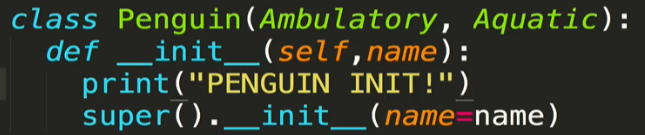 class Penguin(Ambulatory, Aquatic):
def __init__(self,name):
print("PENGUIN INIT!")
super().__init__(name=name)